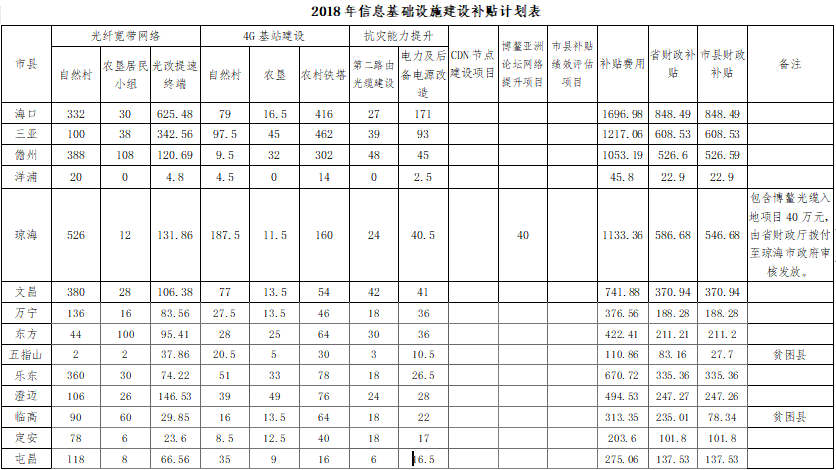 2018 年信息基础设施建设补贴计划表
市县 光纤宽带网络 4G 基站建设 抗灾能力提升 CDN 节点建设项目 博鳌亚洲论坛网络提升项目 市县补贴绩效评估项目 补贴费用 省财政补贴 市县财政补贴 备注
自然村 农垦居民小组 光改提速终端 自然村 农垦 农村铁塔 第二路由光缆建设 电力及后备电源改造
海口 332 30 625.48 79 16.5 416 27 171 1696.98 848.49 848.49
三亚 100 38 342.56 97.5 45 462 39 93 1217.06 608.53 608.53
儋州 388 108 120.69 9.5 32 302 48 45 1053.19 526.6 526.59
洋浦 20 0 4.8 4.5 0 14 0 2.5 45.8 22.9 22.9
琼海 526 12 131.86 187.5 11.5 160 24 40.5 40 1133.36 586.68 546.68 包含博鳌光缆入地项目 40 万元，由省财政厅拨付至琼海市政府审核发放。
文昌 380 28 106.38 77 13.5 54 42 41 741.88 370.94 370.94
万宁 136 16 83.56 27.5 13.5 46 18 36 376.56 188.28 188.28
东方 44 100 95.41 28 25 64 30 36 422.41 211.21 211.2
五指山 2 2 37.86 20.5 5 30 3 10.5 110.86 83.16 27.7 贫困县
乐东 360 30 74.22 51 33 78 18 26.5 670.72 335.36 335.36
澄迈 106 26 146.53 39 49 76 24 28 494.53 247.27 247.26
临高 90 60 29.85 16 13.5 64 18 22 313.35 235.01 78.34 贫困县
定安 78 6 23.6 8.5 12.5 40 18 17 203.6 101.8 101.8
屯昌 118 8 66.56 35 9 16 6 16.5 275.06 137.53 137.53